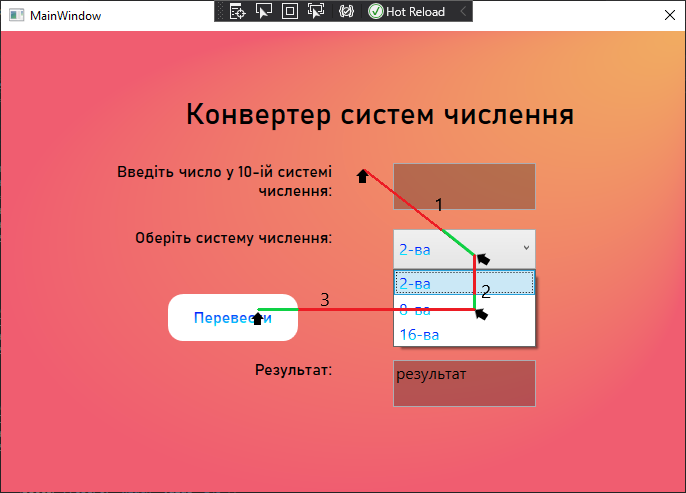 MainWindow
Hot Reload
Конвертер систем числення
Введіть число у 10-ій системі
числення:
1
Оберіть систему числення:
2-ва
2-ва
2
8-ва
3
Перевести
16-ва
Результат:
результат